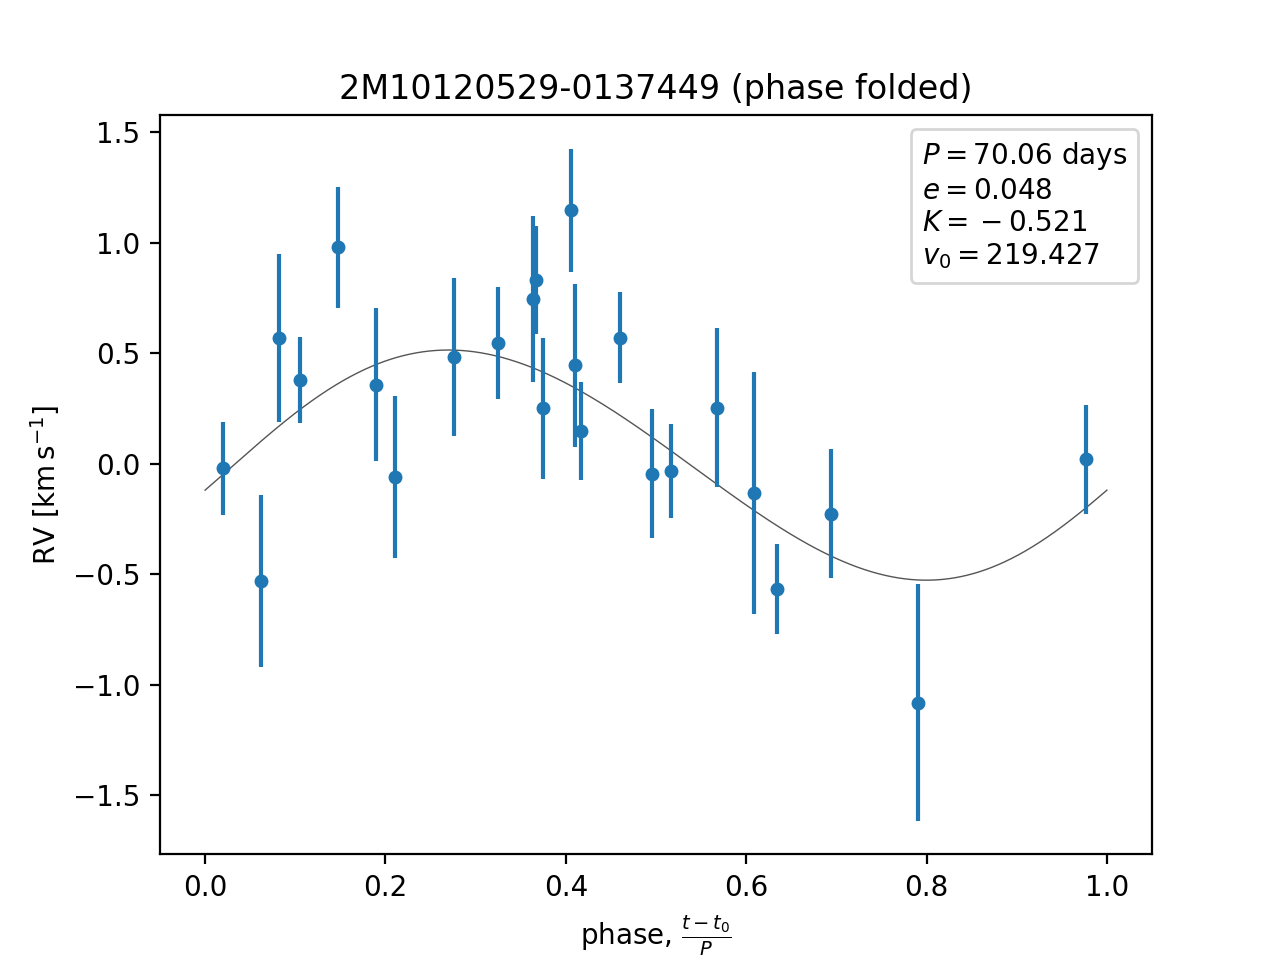 2M10120529-0137449 (phase folded)
P = 70.06 days
e = 0.048
K = −0.521
v₀ = 219.427
RV [km s⁻¹]
1.5
1.0
0.5
0.0
−0.5
−1.0
−1.5
0.0 0.2 0.4 0.6 0.8 1.0
phase, (t − t₀)/P